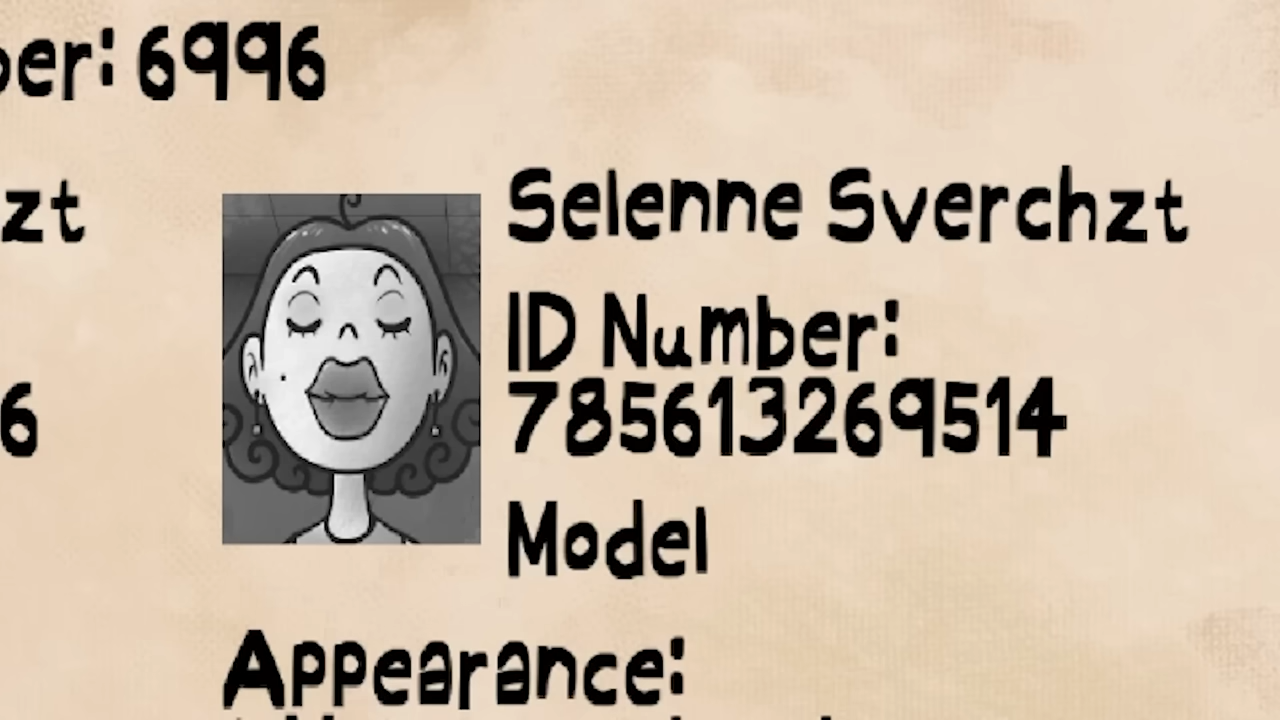 ber: 6996
zt
Selenne Sverchzt
ID Number:
6
785613269514
Model
Appearance: